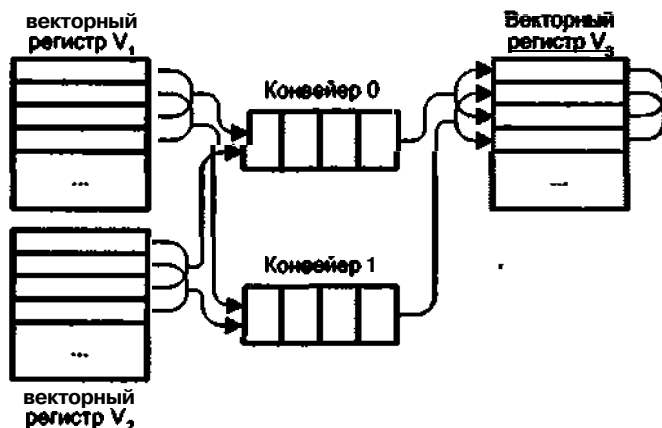 векторный
регистр V1
Векторный
регистр V3
Конвейер 0
...
...
Конвейер 1
...
векторный
регистр V2